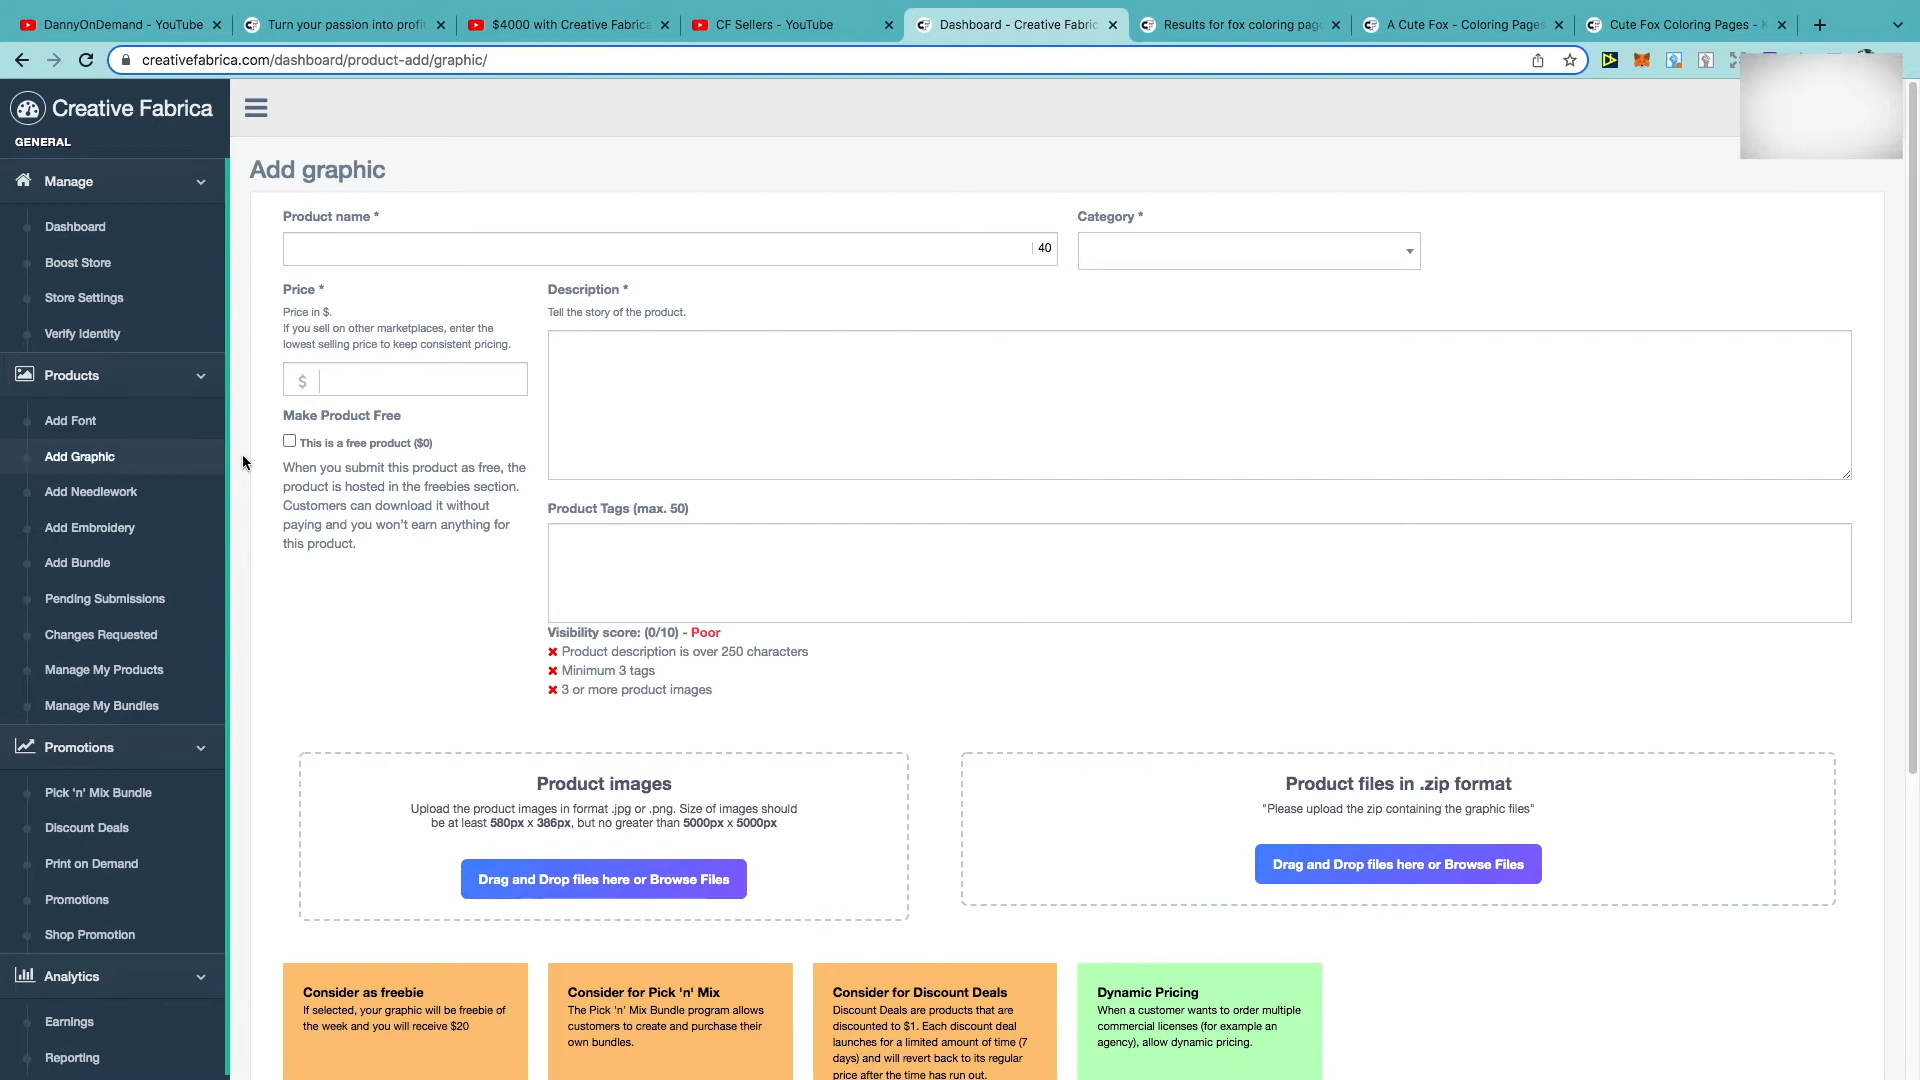 DannyOnDemand - YouTube
Turn your passion into profit
$4000 with Creative Fabrica
CF Sellers - YouTube
Dashboard - Creative Fabric
Results for fox coloring pag
A Cute Fox - Coloring Pages
Cute Fox Coloring Pages - K
creativefabrica.com/dashboard/product-add/graphic/
Creative Fabrica
GENERAL
Manage
Dashboard
Boost Store
Store Settings
Verify Identity
Products
Add Font
Add Graphic
Add Needlework
Add Embroidery
Add Bundle
Pending Submissions
Changes Requested
Manage My Products
Manage My Bundles
Promotions
Pick 'n' Mix Bundle
Discount Deals
Print on Demand
Promotions
Shop Promotion
Analytics
Earnings
Reporting
Add graphic
Product name *
40
Category *
Price *
Price in $.
If you sell on other marketplaces, enter the
lowest selling price to keep consistent pricing.
$
Make Product Free
This is a free product ($0)
When you submit this product as free, the
product is hosted in the freebies section.
Customers can download it without
paying and you won't earn anything for
this product.
Description *
Tell the story of the product.
Product Tags (max. 50)
Visibility score: (0/10) - Poor
Product description is over 250 characters
Minimum 3 tags
3 or more product images
Product images
Upload the product images in format .jpg or .png. Size of images should
be at least 580px x 386px, but no greater than 5000px x 5000px
Drag and Drop files here or Browse Files
Product files in .zip format
"Please upload the zip containing the graphic files"
Drag and Drop files here or Browse Files
Consider as freebie
If selected, your graphic will be freebie of
the week and you will receive $20
Consider for Pick 'n' Mix
The Pick 'n' Mix Bundle program allows
customers to create and purchase their
own bundles.
Consider for Discount Deals
Discount Deals are products that are
discounted to $1. Each discount deal
launches for a limited amount of time (7
days) and will revert back to its regular
price after the time has run out.
Dynamic Pricing
When a customer wants to order multiple
commercial licenses (for example an
agency), allow dynamic pricing.